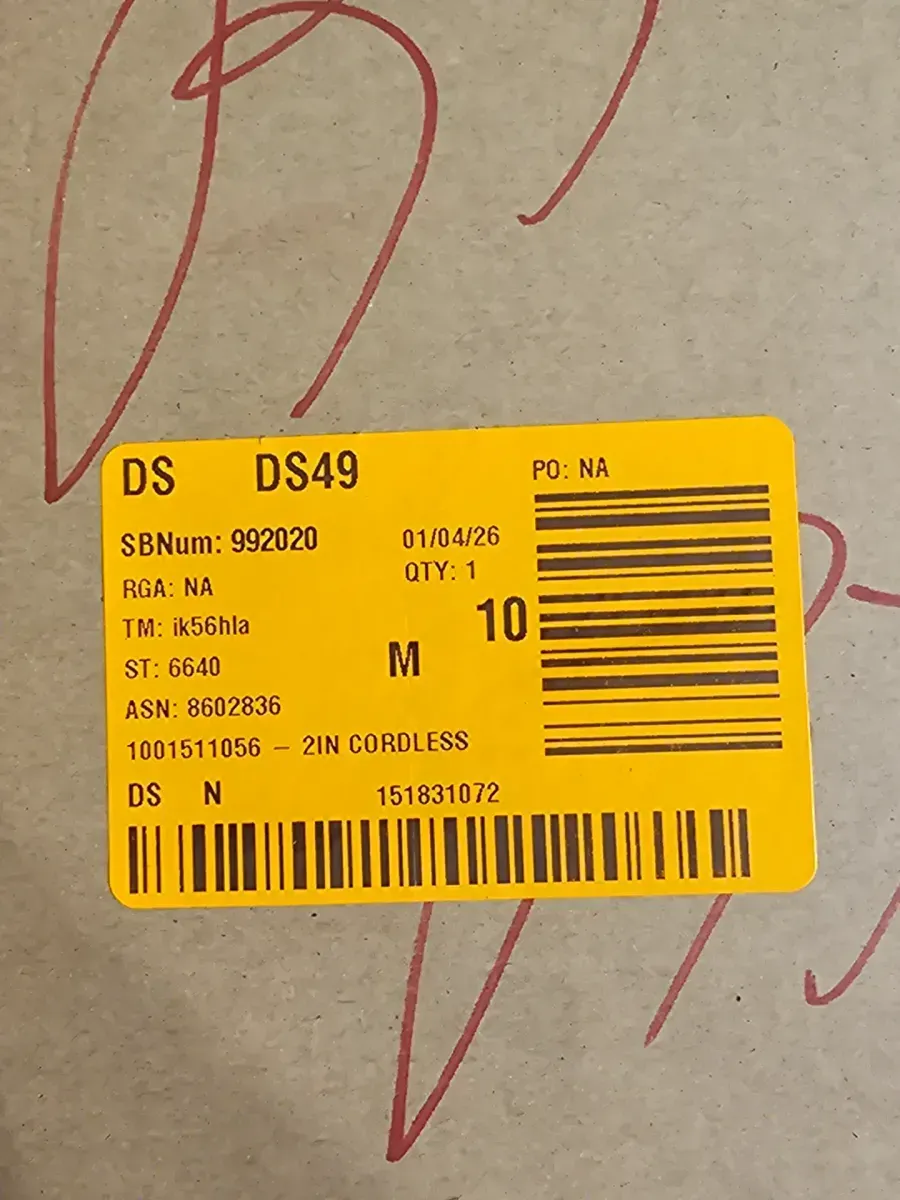 DS DS49
PO: NA
SBNum: 992020 01/04/26
RGA: NA QTY: 1
TM: ik56hla 10
ST: 6640 M
ASN: 8602836
1001511056 – 2IN CORDLESS
DS N 151831072